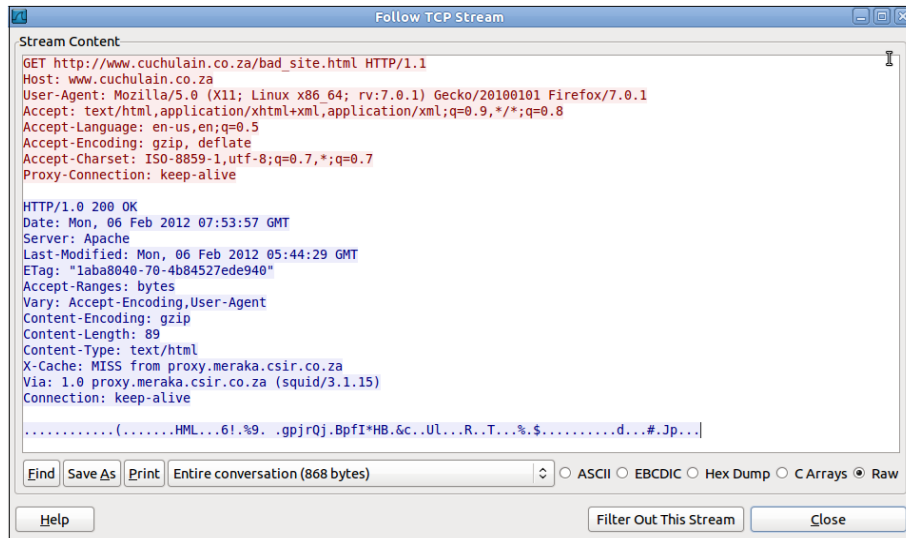 Follow TCP Stream
Stream Content
GET http://www.cuchulain.co.za/bad_site.html HTTP/1.1
Host: www.cuchulain.co.za
User-Agent: Mozilla/5.0 (X11; Linux x86_64; rv:7.0.1) Gecko/20100101 Firefox/7.0.1
Accept: text/html,application/xhtml+xml,application/xml;q=0.9,*/*;q=0.8
Accept-Language: en-us,en;q=0.5
Accept-Encoding: gzip, deflate
Accept-Charset: ISO-8859-1,utf-8;q=0.7,*;q=0.7
Proxy-Connection: keep-alive
HTTP/1.0 200 OK
Date: Mon, 06 Feb 2012 07:53:57 GMT
Server: Apache
Last-Modified: Mon, 06 Feb 2012 05:44:29 GMT
ETag: "1aba8040-70-4b84527ede940"
Accept-Ranges: bytes
Vary: Accept-Encoding,User-Agent
Content-Encoding: gzip
Content-Length: 89
Content-Type: text/html
X-Cache: MISS from proxy.meraka.csir.co.za
Via: 1.0 proxy.meraka.csir.co.za (squid/3.1.15)
Connection: keep-alive
............(.......HML...6!.%9. .gpjrQj.BpfI*HB.&c..Ul...R..T...%.$..........d...#.Jp...
Find Save As Print Entire conversation (868 bytes) ASCII EBCDIC Hex Dump C Arrays Raw
Help Filter Out This Stream Close